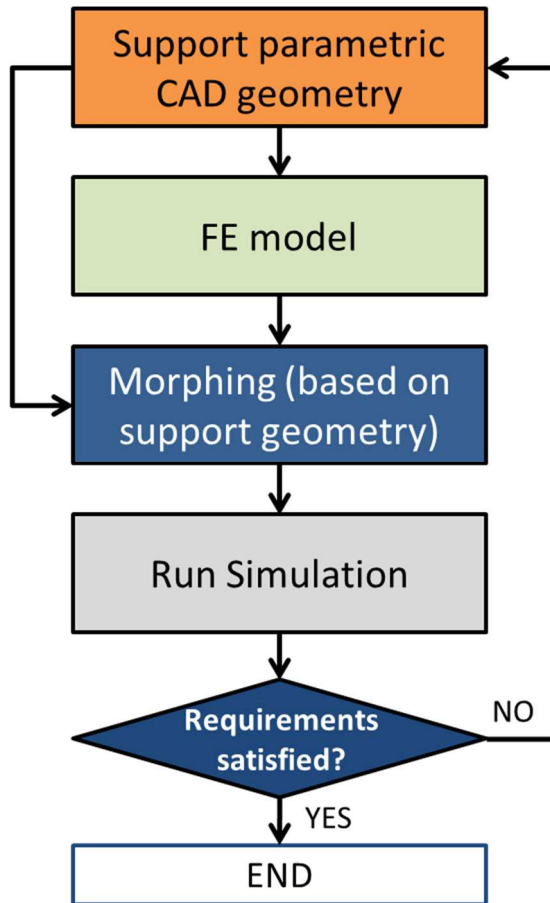 Support parametric
CAD geometry
FE model
Morphing (based on
support geometry)
Run Simulation
Requirements
satisfied?
NO
YES
END